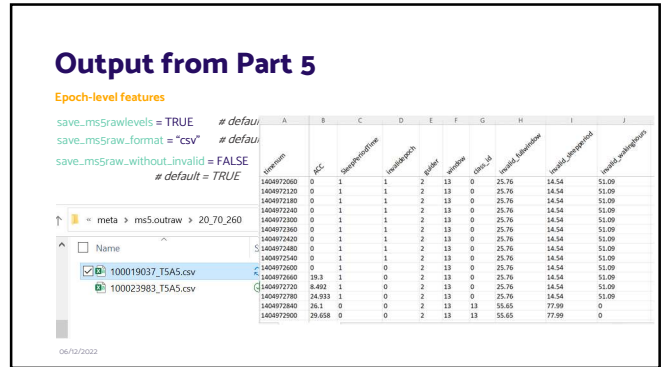 Output from Part 5
Epoch-level features
save_ms5rawlevels = TRUE # defau
save_ms5raw_format = “csv” # defau
save_ms5raw_without_invalid = FALSE
# default = TRUE
« meta › ms5.outraw › 20_70_260
Name S
100019037_T5A5.csv
100023983_T5A5.csv
A B C D E F G H I J
timenum ACC SleepPeriodTime invalidepoch guider window class_id invalid_fullwindow invalid_sleepperiod invalid_wakinghours
1404972060 0 1 1 2 13 0 25.76 14.54 51.09
1404972120 0 1 1 2 13 0 25.76 14.54 51.09
1404972180 0 1 1 2 13 0 25.76 14.54 51.09
1404972240 0 1 1 2 13 0 25.76 14.54 51.09
1404972300 0 1 1 2 13 0 25.76 14.54 51.09
1404972360 0 1 1 2 13 0 25.76 14.54 51.09
1404972420 0 1 1 2 13 0 25.76 14.54 51.09
1404972480 0 1 1 2 13 0 25.76 14.54 51.09
1404972540 0 1 1 2 13 0 25.76 14.54 51.09
1404972600 0 1 0 2 13 0 25.76 14.54 51.09
1404972660 19.3 1 0 2 13 0 25.76 14.54 51.09
1404972720 8.492 1 0 2 13 0 25.76 14.54 51.09
1404972780 24.933 1 0 2 13 0 25.76 14.54 51.09
1404972840 26.1 0 0 2 13 13 55.65 77.99 0
1404972900 29.658 0 0 2 13 13 55.65 77.99 0
06/12/2022